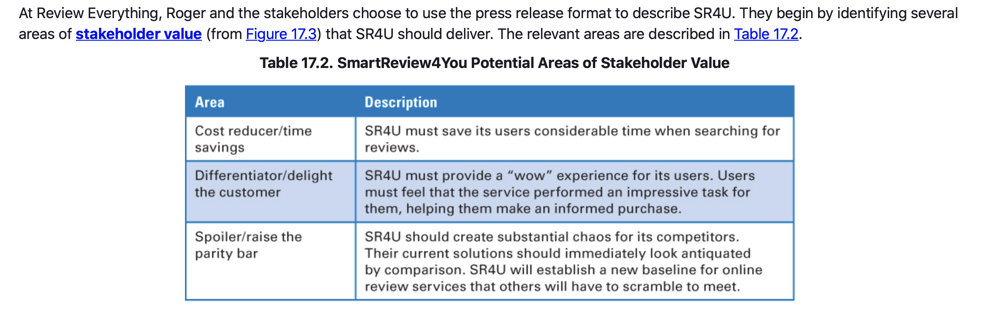 At Review Everything, Roger and the stakeholders choose to use the press release format to describe SR4U. They begin by identifying several
areas of stakeholder value (from Figure 17.3) that SR4U should deliver. The relevant areas are described in Table 17.2.
Table 17.2. SmartReview4You Potential Areas of Stakeholder Value
Area
Description
Cost reducer/time
savings
SR4U must save its users considerable time when searching for
reviews.
Differentiator/delight
the customer
SR4U must provide a “wow” experience for its users. Users
must feel that the service performed an impressive task for
them, helping them make an informed purchase.
Spoiler/raise the
parity bar
SR4U should create substantial chaos for its competitors.
Their current solutions should immediately look antiquated
by comparison. SR4U will establish a new baseline for online
review services that others will have to scramble to meet.